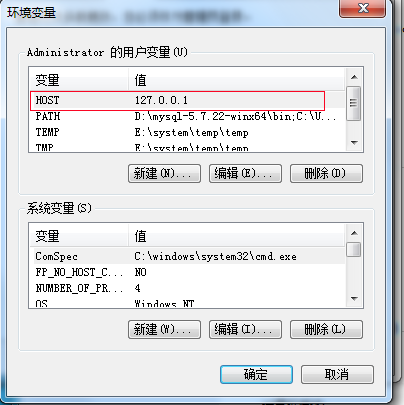 环境变量
Administrator 的用户变量(U)
变量 值
HOST 127.0.0.1
PATH D:\mysql-5.7.22-winx64\bin;C:\U...
TEMP E:\system\temp\temp
TMP E:\system\temp\temp
新建(N)... 编辑(E)... 删除(D)
系统变量(S)
变量 值
ComSpec C:\windows\system32\cmd.exe
FP_NO_HOST_C... NO
NUMBER_OF_PR... 4
OS Windows_NT
新建(W)... 编辑(I)... 删除(L)
确定 取消